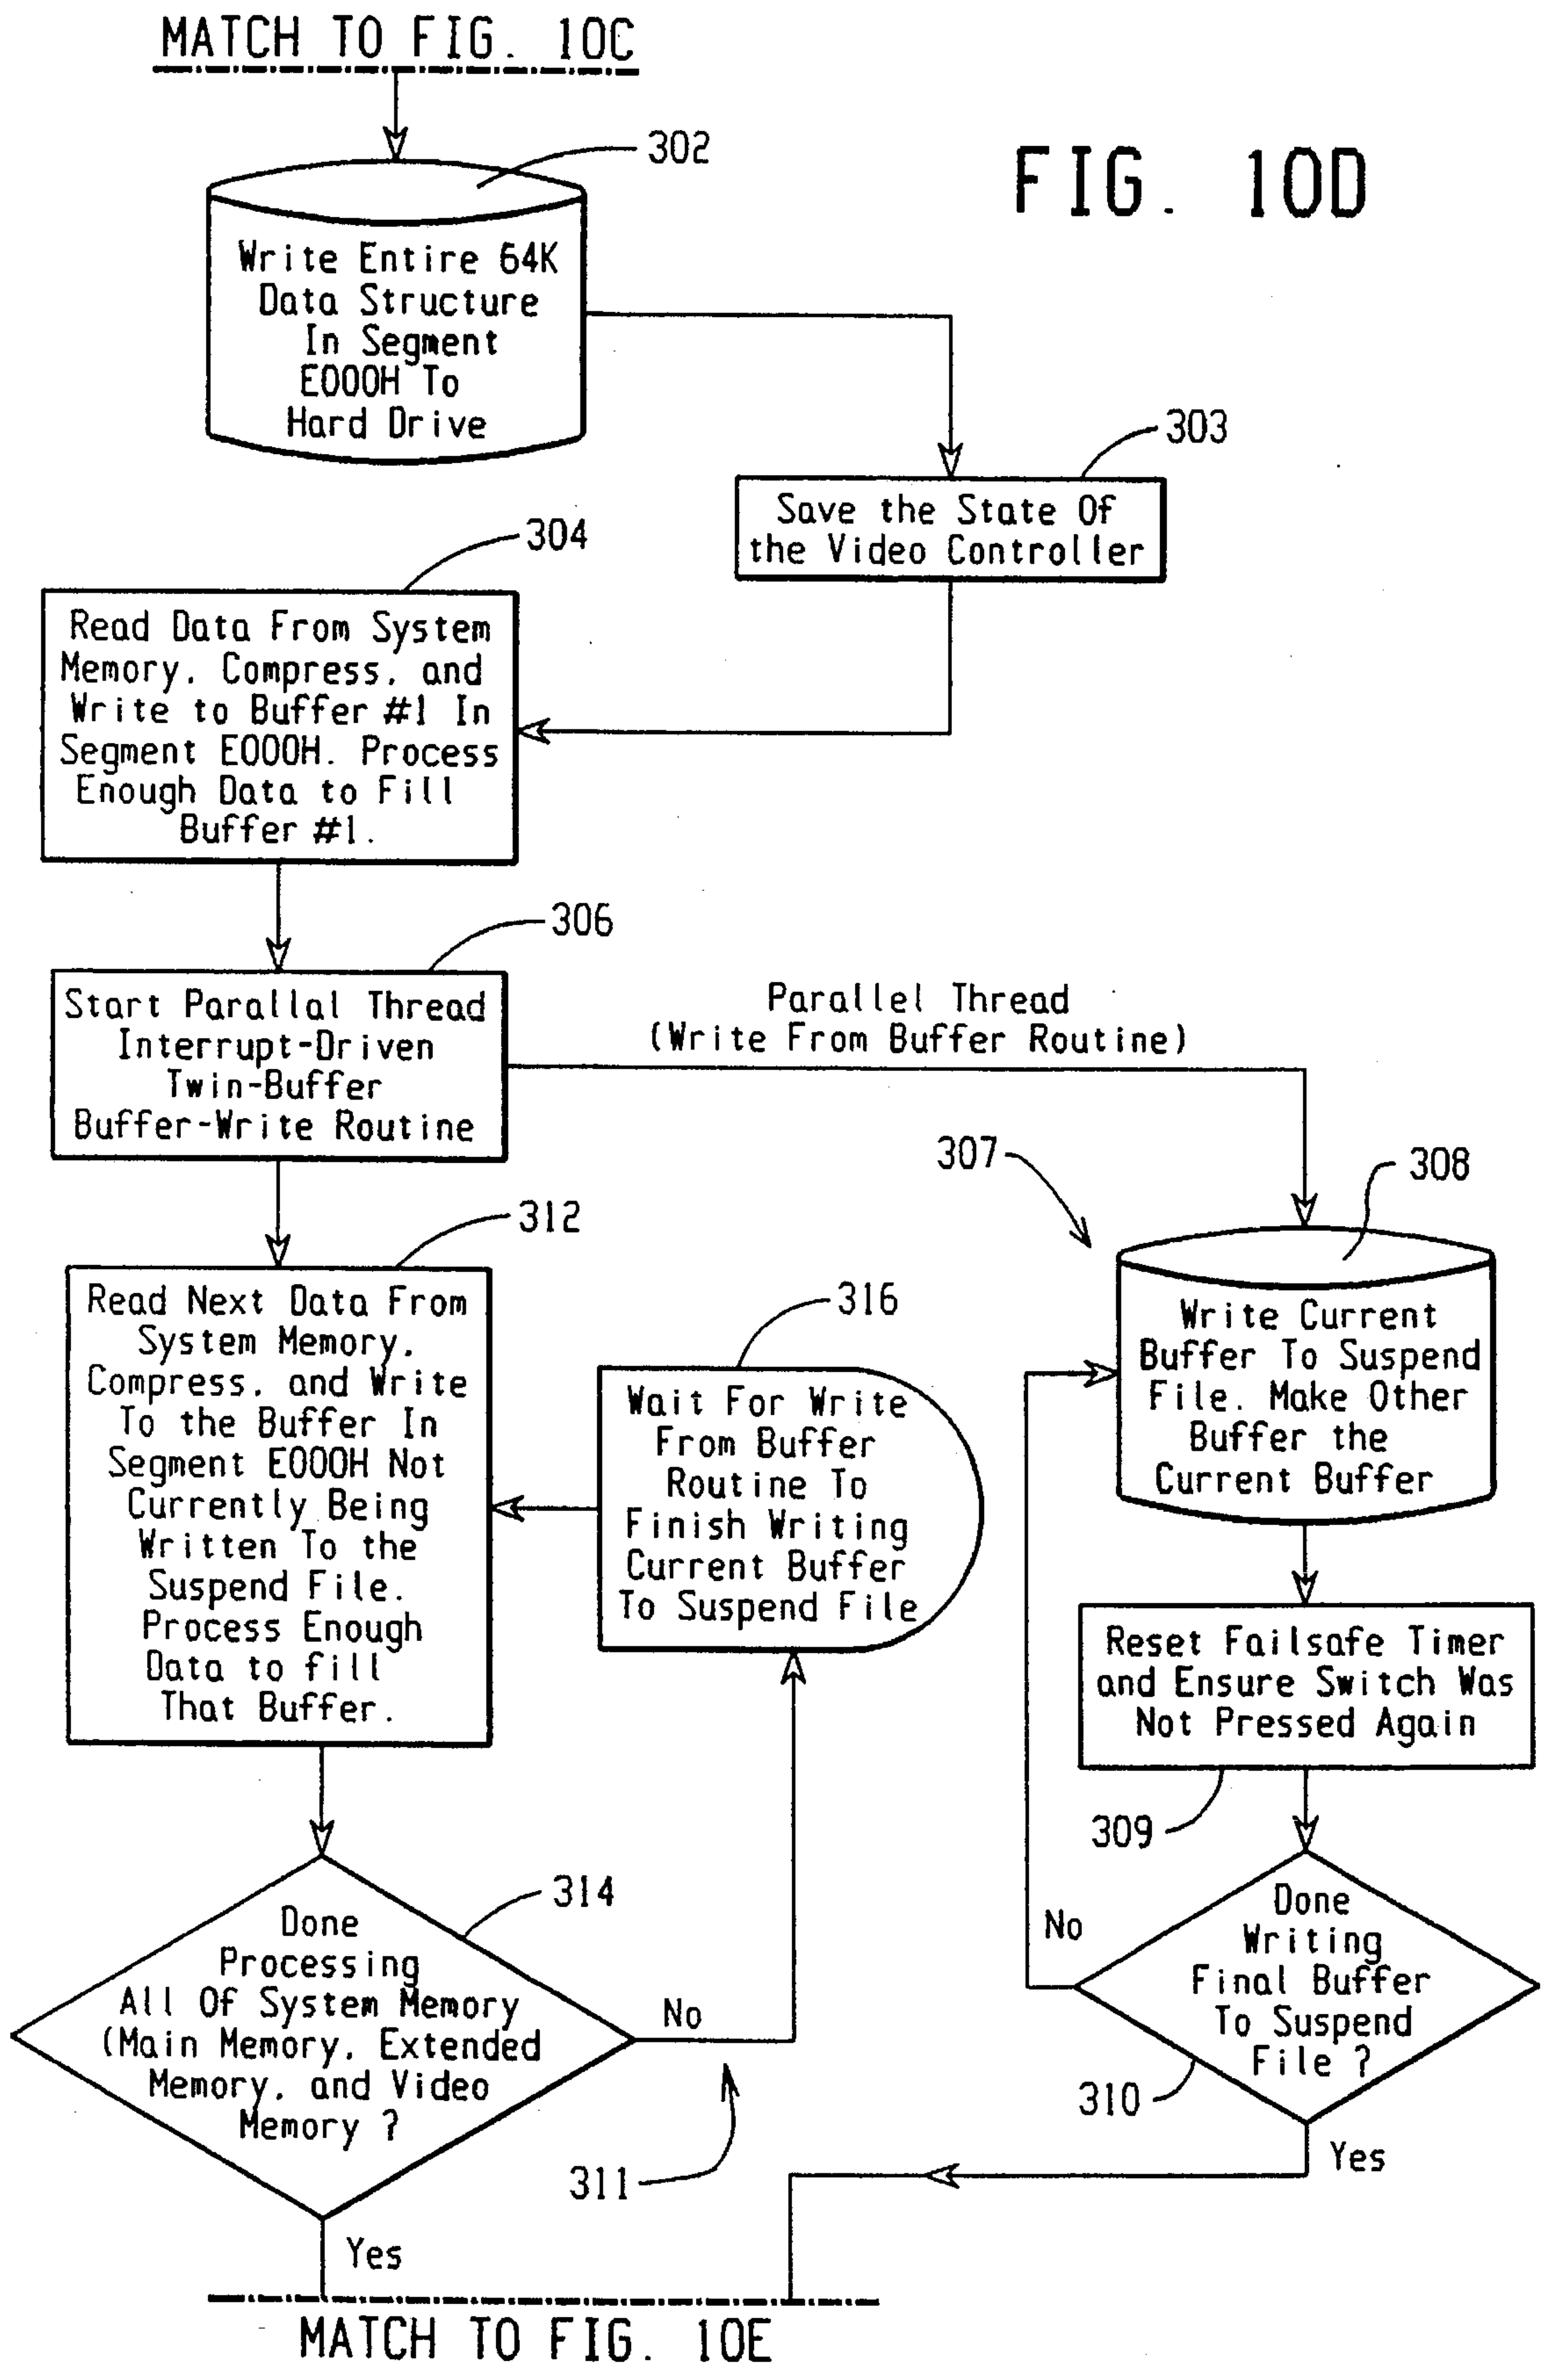 MATCH TO FIG. 10C
302
FIG. 10D
Write Entire 64K
Data Structure
In Segment
E000H To
Hard Drive
303
Save the State Of
the Video Controller
304
Read Data From System
Memory, Compress, and
Write to Buffer #1 In
Segment E000H. Process
Enough Data to Fill
Buffer #1.
306
Start Parallal Thread
Interrupt-Driven
Twin-Buffer
Buffer-Write Routine
Parallel Thread
(Write From Buffer Routine)
307
308
312
Read Next Data From
System Memory,
Compress, and Write
To the Buffer In
Segment E000H Not
Currently Being
Written To the
Suspend File.
Process Enough
Data to fill
That Buffer.
316
Wait For Write
From Buffer
Routine To
Finish Writing
Current Buffer
To Suspend File
Write Current
Buffer To Suspend
File. Make Other
Buffer the
Current Buffer
Reset Failsafe Timer
and Ensure Switch Was
Not Pressed Again
309
314
Done
Processing
All Of System Memory
(Main Memory, Extended
Memory, and Video
Memory ?
No
311
Yes
No
Done
Writing
Final Buffer
To Suspend
File ?
310
Yes
MATCH TO FIG. 10E